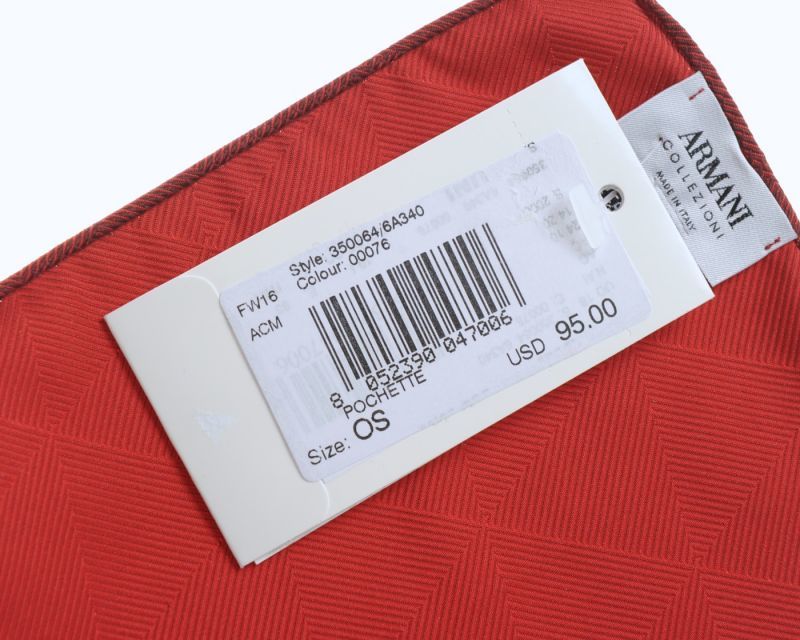 Style: 350064/6A340
Colour: 00076
FW16
ACM
8 052390 047006
POCHETTE
USD 95.00
Size: OS
ARMANI
COLLEZIONI
MADE IN ITALY